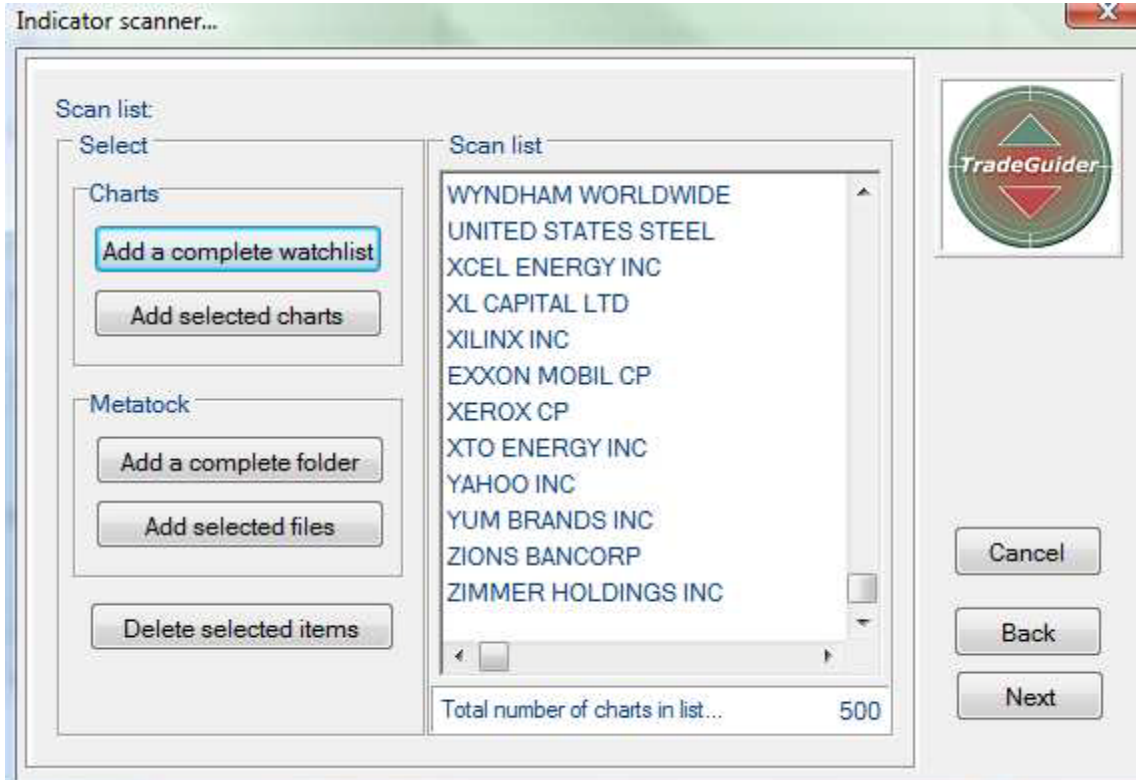 Indicator scanner...
Scan list:
Select
Charts
Add a complete watchlist
Add selected charts
Metatock
Add a complete folder
Add selected files
Delete selected items
Scan list
WYNDHAM WORLDWIDE
UNITED STATES STEEL
XCEL ENERGY INC
XL CAPITAL LTD
XILINX INC
EXXON MOBIL CP
XEROX CP
XTO ENERGY INC
YAHOO INC
YUM BRANDS INC
ZIONS BANCORP
ZIMMER HOLDINGS INC
Total number of charts in list... 500
TradeGuider
Cancel
Back
Next